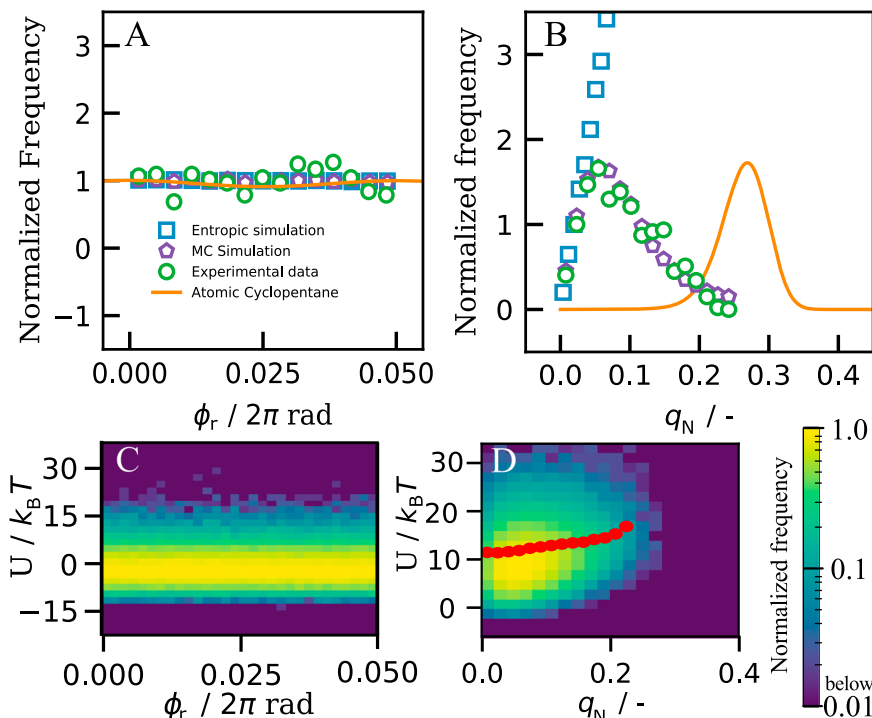 A
Normalized Frequency
3
2
1
0
−1
Entropic simulation
MC Simulation
Experimental data
Atomic Cyclopentane
0.000
0.025
0.050
ϕr / 2π rad
B
Normalized frequency
3
2
1
0
0.0
0.1
0.2
0.3
0.4
qN / -
C
U / kBT
30
15
0
−15
0.000
0.025
0.050
ϕr / 2π rad
D
U / kBT
30
20
10
0
0.0
0.2
0.4
qN / -
Normalized frequency
1.0
0.1
below
0.01